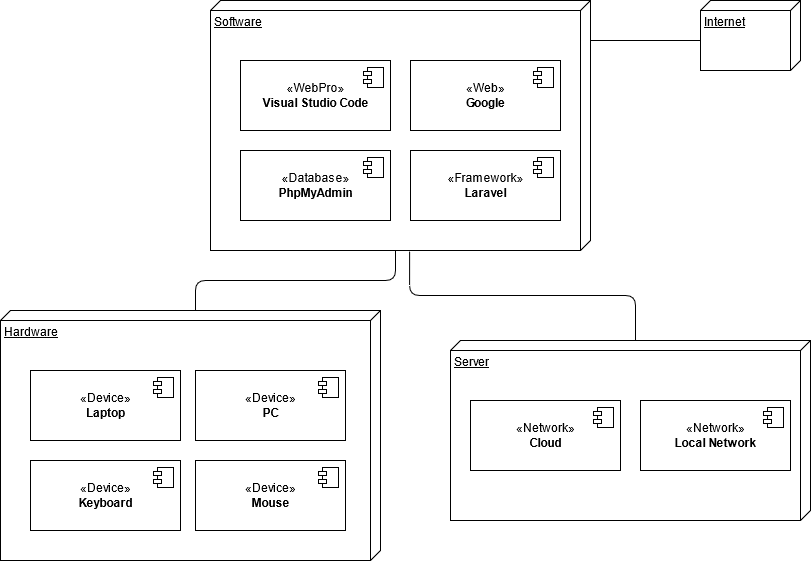 Software
Internet
«WebPro»
Visual Studio Code
«Web»
Google
«Database»
PhpMyAdmin
«Framework»
Laravel
Hardware
«Device»
Laptop
«Device»
PC
«Device»
Keyboard
«Device»
Mouse
Server
«Network»
Cloud
«Network»
Local Network